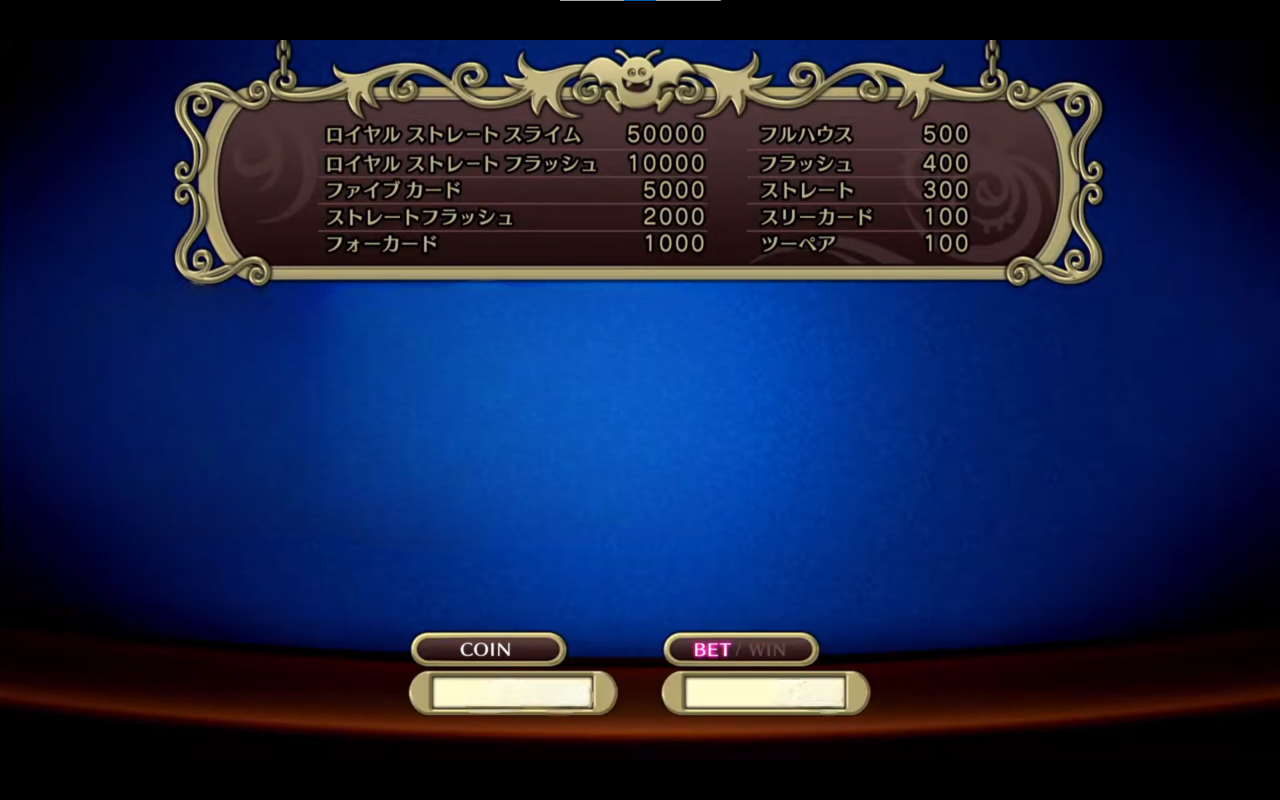 ロイヤル ストレート スライム 50000
ロイヤル ストレート フラッシュ 10000
ファイブ カード 5000
ストレートフラッシュ 2000
フォーカード 1000
フルハウス 500
フラッシュ 400
ストレート 300
スリーカード 100
ツーペア 100
COIN
BET / WIN